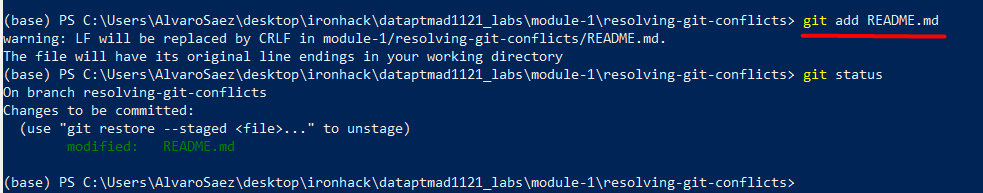 (base) PS C:\Users\AlvaroSaez\desktop\ironhack\dataptmad1121_labs\module-1\resolving-git-conflicts> git add README.md
warning: LF will be replaced by CRLF in module-1/resolving-git-conflicts/README.md.
The file will have its original line endings in your working directory
(base) PS C:\Users\AlvaroSaez\desktop\ironhack\dataptmad1121_labs\module-1\resolving-git-conflicts> git status
On branch resolving-git-conflicts
Changes to be committed:
  (use "git restore --staged <file>..." to unstage)
        modified:   README.md

(base) PS C:\Users\AlvaroSaez\desktop\ironhack\dataptmad1121_labs\module-1\resolving-git-conflicts>